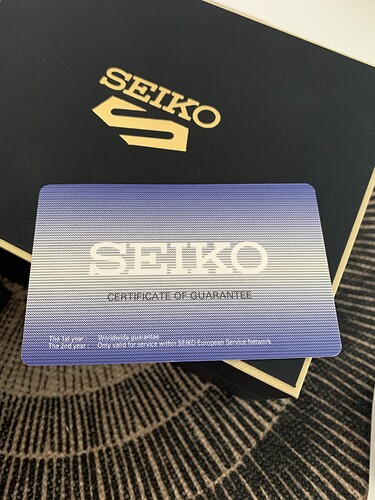 SEIKO
SEIKO
CERTIFICATE OF GUARANTEE
The 1st year : Worldwide guarantee
The 2nd year : Only valid for service within SEIKO European Service Network